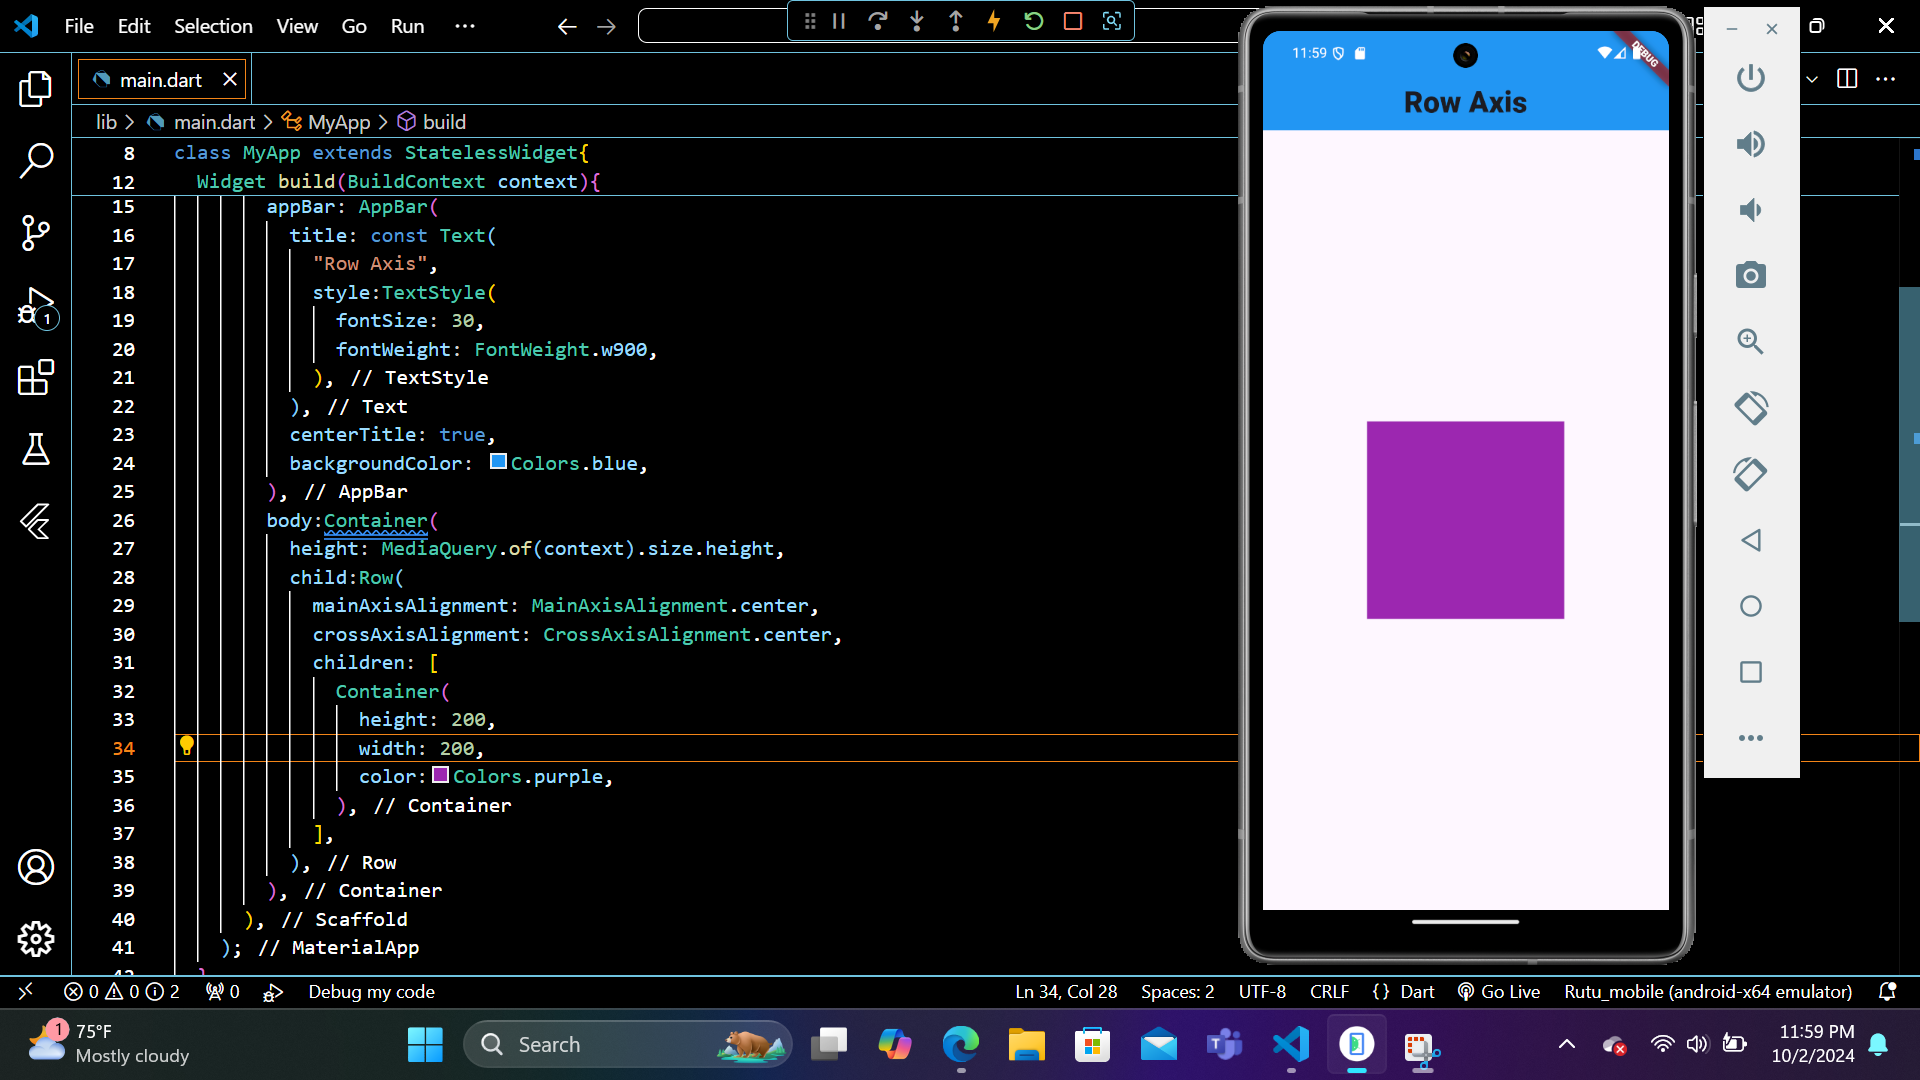 File Edit Selection View Go Run ···
main.dart
lib > main.dart > MyApp > build
8 class MyApp extends StatelessWidget{
12 Widget build(BuildContext context){
15 appBar: AppBar(
16 title: const Text(
17 "Row Axis",
18 style:TextStyle(
19 fontSize: 30,
20 fontWeight: FontWeight.w900,
21 ), // TextStyle
22 ), // Text
23 centerTitle: true,
24 backgroundColor: Colors.blue,
25 ), // AppBar
26 body:Container(
27 height: MediaQuery.of(context).size.height,
28 child:Row(
29 mainAxisAlignment: MainAxisAlignment.center,
30 crossAxisAlignment: CrossAxisAlignment.center,
31 children: [
32 Container(
33 height: 200,
34 width: 200,
35 color: Colors.purple,
36 ), // Container
37 ],
38 ), // Row
39 ), // Container
40 ), // Scaffold
41 ); // MaterialApp
42 }
1
11:59
DEBUG
Row Axis
0 0 2 0 Debug my code Ln 34, Col 28 Spaces: 2 UTF-8 CRLF {} Dart Go Live Rutu_mobile (android-x64 emulator)
1
75°F
Mostly cloudy
Search
11:59 PM
10/2/2024